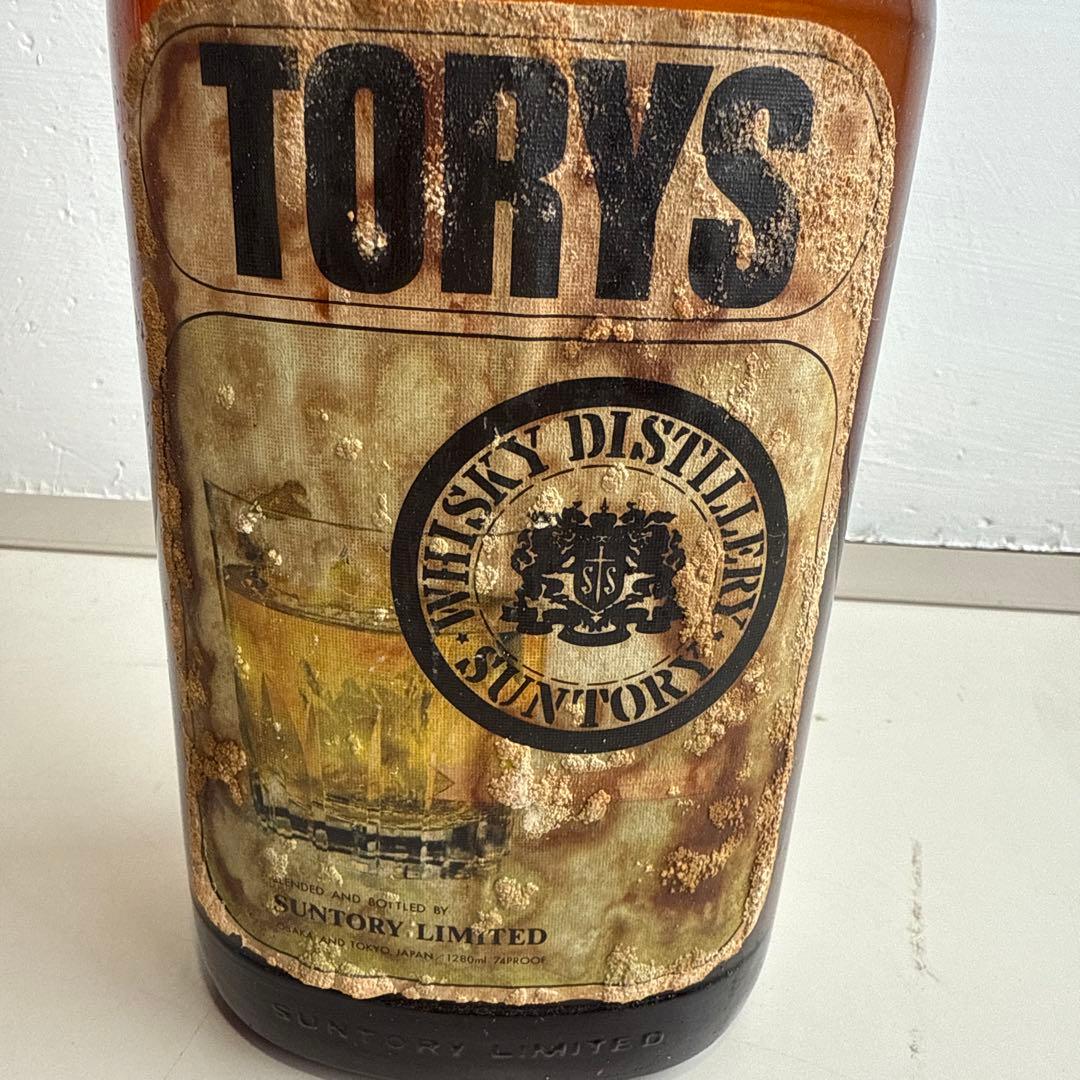 TORYS
WHISKY DISTILLERY
STS
· SUNTORY ·
BLENDED AND BOTTLED BY
SUNTORY LIMITED
OSAKA AND TOKYO, JAPAN/1280ml 74PROOF
SUNTORY LIMITED